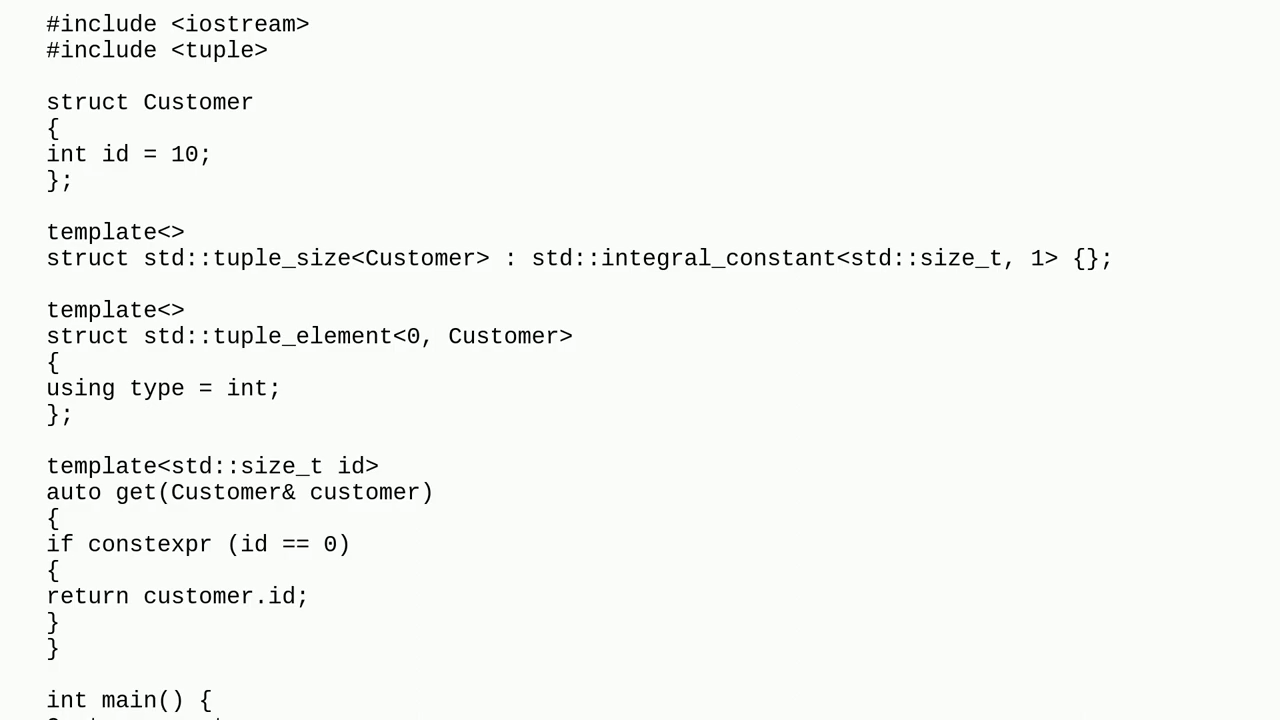 #include <iostream>
#include <tuple>
struct Customer
{
int id = 10;
};
template<>
struct std::tuple_size<Customer> : std::integral_constant<std::size_t, 1> {};
template<>
struct std::tuple_element<0, Customer>
{
using type = int;
};
template<std::size_t id>
auto get(Customer& customer)
{
if constexpr (id == 0)
{
return customer.id;
}
}
int main() {